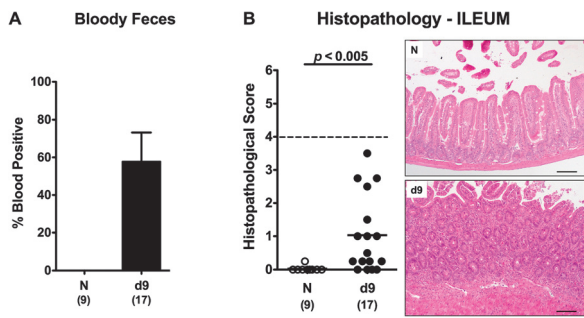 A
Bloody Feces
% Blood Positive
100
80
60
40
20
0
N
(9)
d9
(17)
B
Histopathology - ILEUM
p < 0.005
Histopathological Score
6
5
4
3
2
1
0
N
(9)
d9
(17)
N
d9